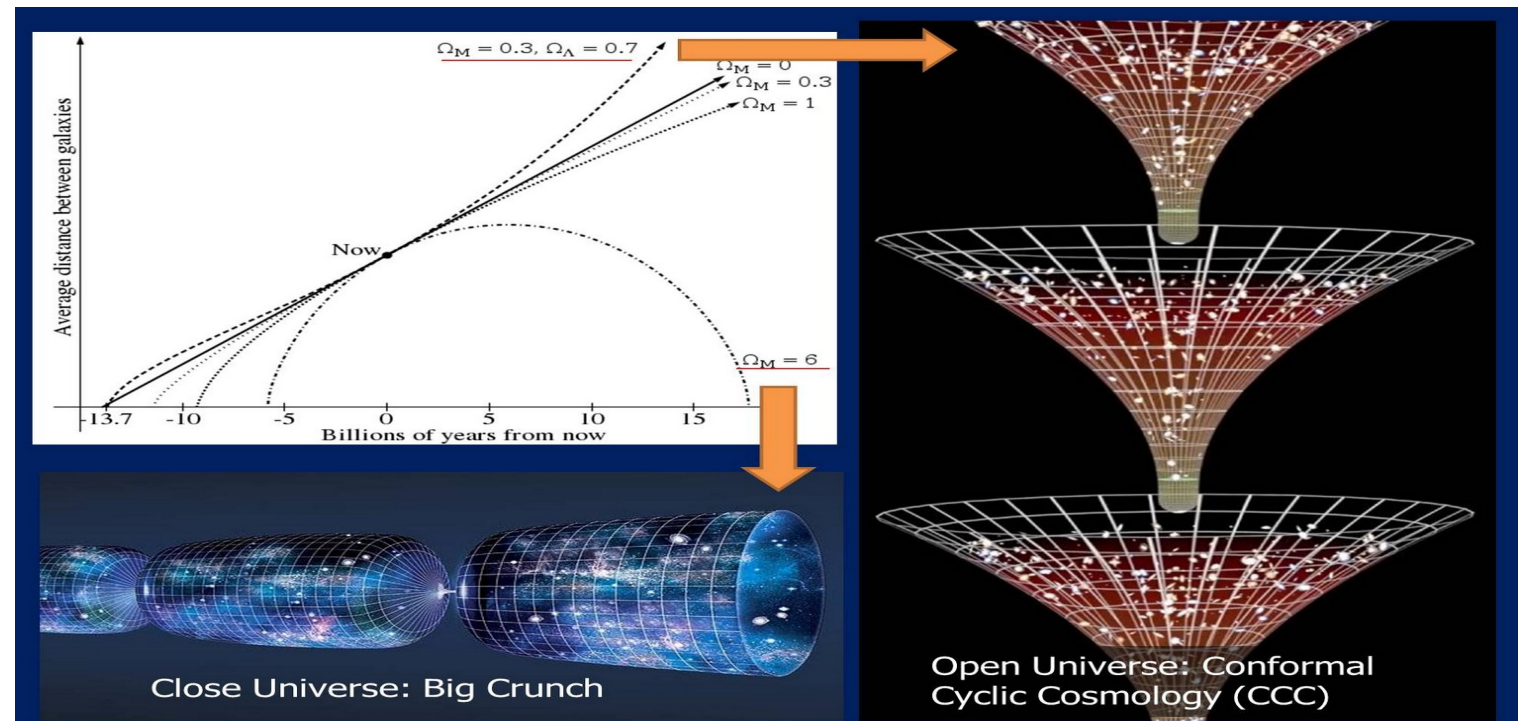 Average distance between galaxies
Ω_M = 0.3, Ω_Λ = 0.7
Ω_M = 0
Ω_M = 0.3
Ω_M = 1
Now
Ω_M = 6
-13.7 -10 -5 0 5 10 15
Billions of years from now
Close Universe: Big Crunch
Open Universe: Conformal
Cyclic Cosmology (CCC)